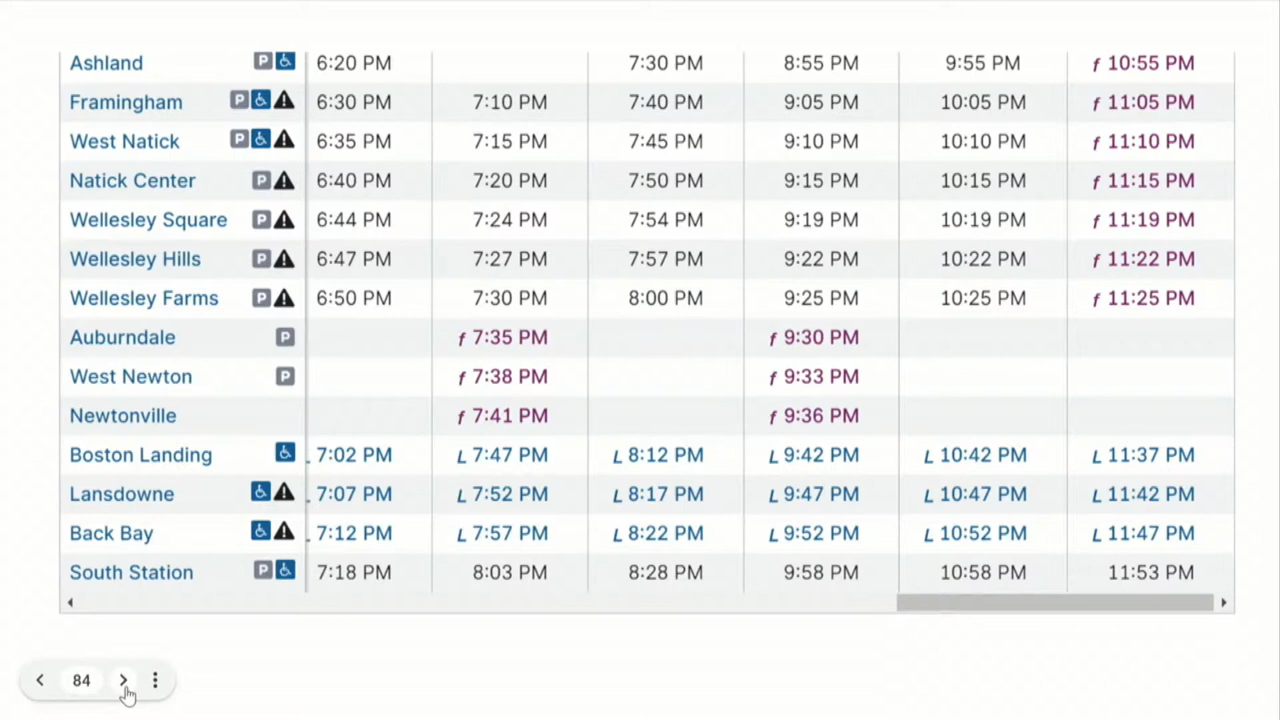 Ashland P 6:20 PM 7:30 PM 8:55 PM 9:55 PM f 10:55 PM
Framingham P 6:30 PM 7:10 PM 7:40 PM 9:05 PM 10:05 PM f 11:05 PM
West Natick P 6:35 PM 7:15 PM 7:45 PM 9:10 PM 10:10 PM f 11:10 PM
Natick Center P 6:40 PM 7:20 PM 7:50 PM 9:15 PM 10:15 PM f 11:15 PM
Wellesley Square P 6:44 PM 7:24 PM 7:54 PM 9:19 PM 10:19 PM f 11:19 PM
Wellesley Hills P 6:47 PM 7:27 PM 7:57 PM 9:22 PM 10:22 PM f 11:22 PM
Wellesley Farms P 6:50 PM 7:30 PM 8:00 PM 9:25 PM 10:25 PM f 11:25 PM
Auburndale P f 7:35 PM f 9:30 PM
West Newton P f 7:38 PM f 9:33 PM
Newtonville f 7:41 PM f 9:36 PM
Boston Landing 7:02 PM L 7:47 PM L 8:12 PM L 9:42 PM L 10:42 PM L 11:37 PM
Lansdowne 7:07 PM L 7:52 PM L 8:17 PM L 9:47 PM L 10:47 PM L 11:42 PM
Back Bay 7:12 PM L 7:57 PM L 8:22 PM L 9:52 PM L 10:52 PM L 11:47 PM
South Station P 7:18 PM 8:03 PM 8:28 PM 9:58 PM 10:58 PM 11:53 PM
84